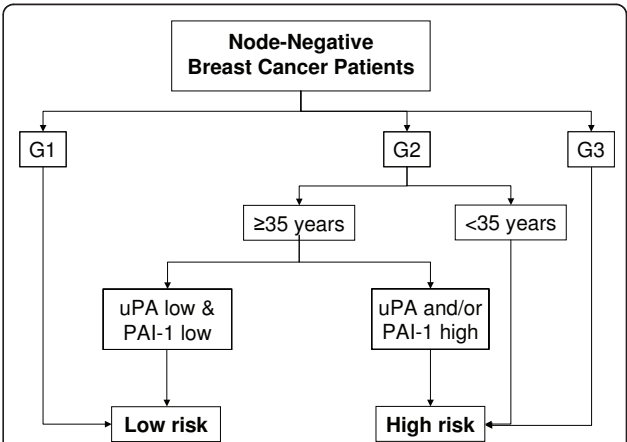 Node-Negative
Breast Cancer Patients
G1
G2
G3
≥35 years
<35 years
uPA low &
PAI-1 low
uPA and/or
PAI-1 high
Low risk
High risk